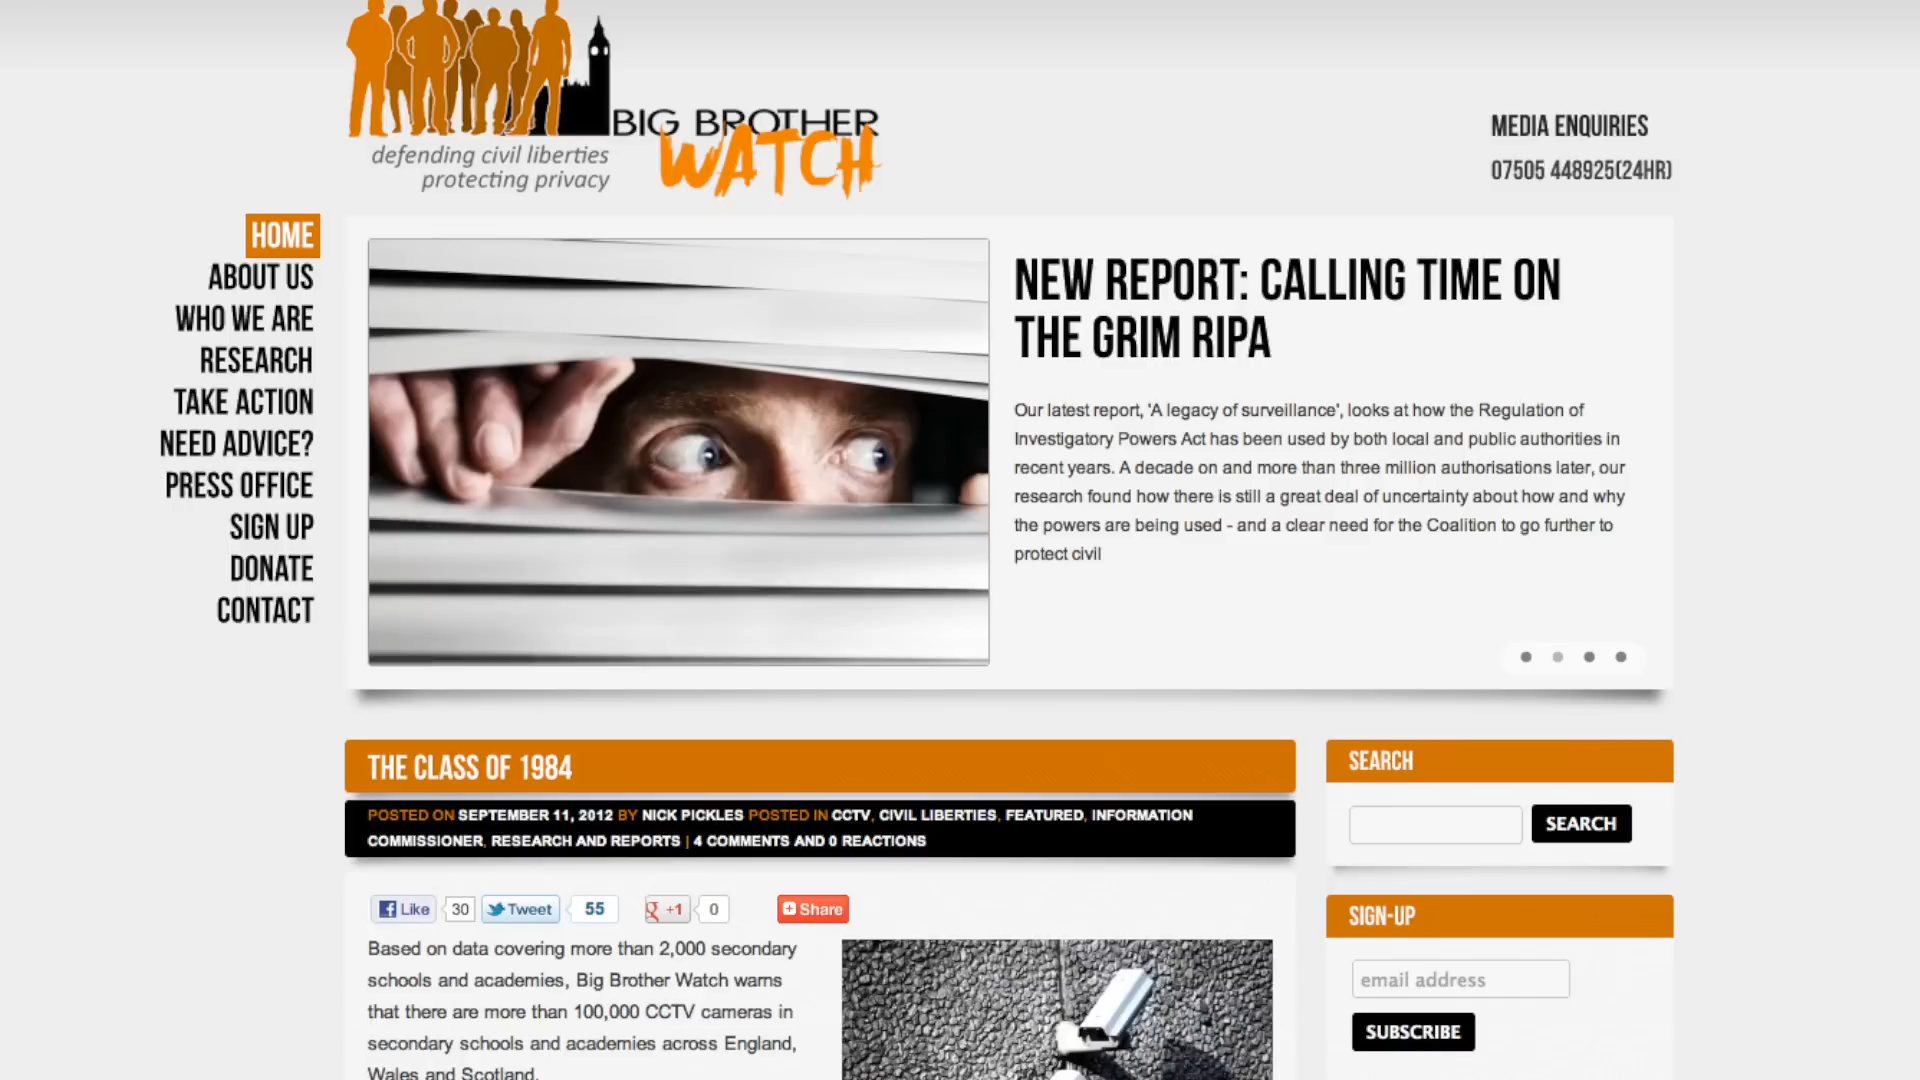 BIG BROTHER
WATCH
defending civil liberties
protecting privacy
MEDIA ENQUIRIES
07505 448925(24HR)
HOME
ABOUT US
WHO WE ARE
RESEARCH
TAKE ACTION
NEED ADVICE?
PRESS OFFICE
SIGN UP
DONATE
CONTACT
NEW REPORT: CALLING TIME ON
THE GRIM RIPA
Our latest report, 'A legacy of surveillance', looks at how the Regulation of
Investigatory Powers Act has been used by both local and public authorities in
recent years. A decade on and more than three million authorisations later, our
research found how there is still a great deal of uncertainty about how and why
the powers are being used - and a clear need for the Coalition to go further to
protect civil
THE CLASS OF 1984
POSTED ON SEPTEMBER 11, 2012 BY NICK PICKLES POSTED IN CCTV, CIVIL LIBERTIES, FEATURED, INFORMATION
COMMISSIONER, RESEARCH AND REPORTS | 4 COMMENTS AND 0 REACTIONS
Like 30 Tweet 55 g +1 0 Share
Based on data covering more than 2,000 secondary
schools and academies, Big Brother Watch warns
that there are more than 100,000 CCTV cameras in
secondary schools and academies across England,
Wales and Scotland.
SEARCH
SEARCH
SIGN-UP
email address
SUBSCRIBE